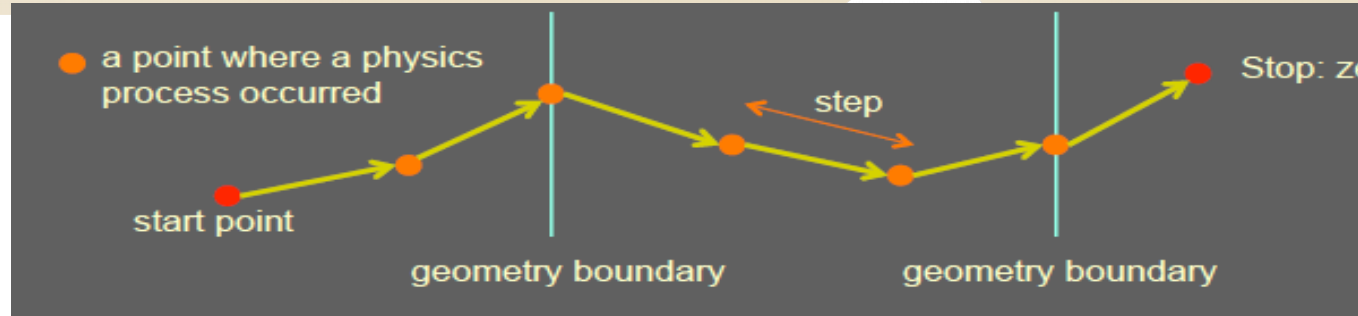 a point where a physics
process occurred
step
Stop:
start point
geometry boundary
geometry boundary